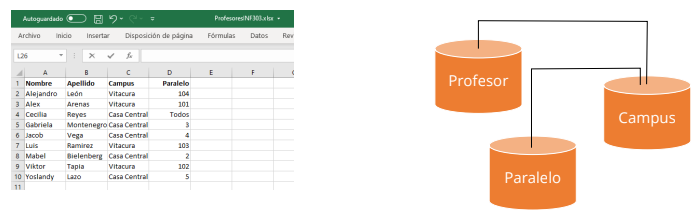 Autoguardado ProfesoresINF303.xlsx
Archivo Inicio Insertar Disposición de página Fórmulas Datos Rev
L26 fx
A B C D E F
1 Nombre Apellido Campus Paralelo
2 Alejandro León Vitacura 104
3 Alex Arenas Vitacura 101
4 Cecilia Reyes Casa Central Todos
5 Gabriela Montenegro Casa Central 3
6 Jacob Vega Casa Central 4
7 Luis Ramirez Vitacura 103
8 Mabel Bielenberg Casa Central 2
9 Viktor Tapia Vitacura 102
10 Yoslandy Lazo Casa Central 5
11
Profesor
Campus
Paralelo